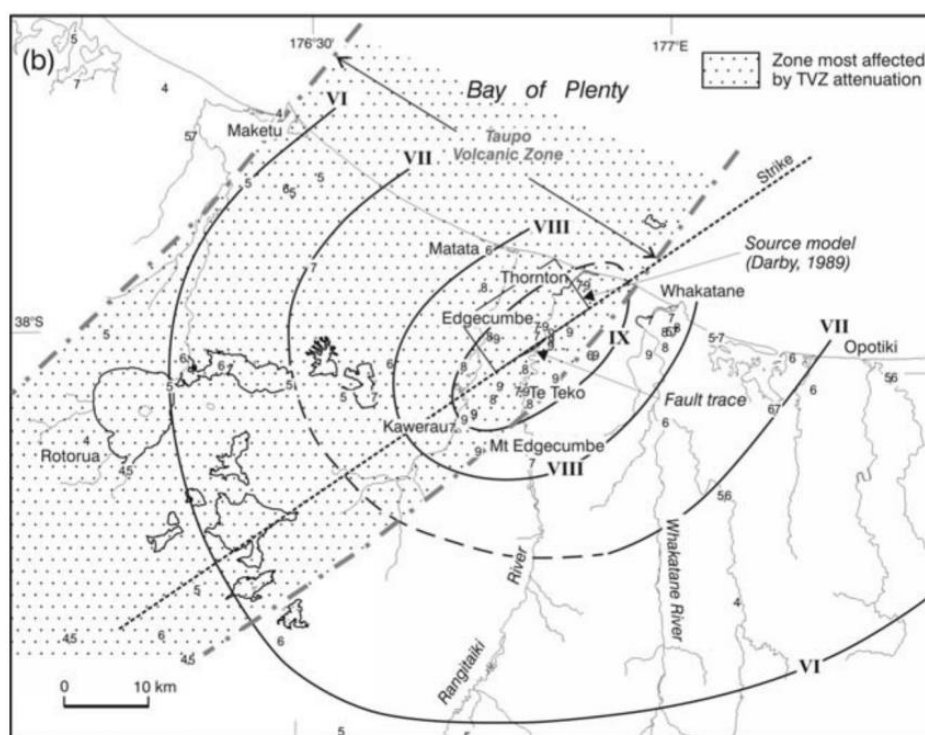 (b)
176°30'
177°E
Zone most affected
by TVZ attenuation
Bay of Plenty
VI
Maketu
Taupo
Volcanic Zone
VII
Strike
VIII
Matata
Source model
(Darby, 1989)
Thornton
Whakatane
38°S
Edgecumbe
IX
VII
Opotiki
Te Teko
Fault trace
Kawerau
Rotorua
Mt Edgecumbe
VIII
River
Whakatane River
Rangitaiki
VI
0 10 km